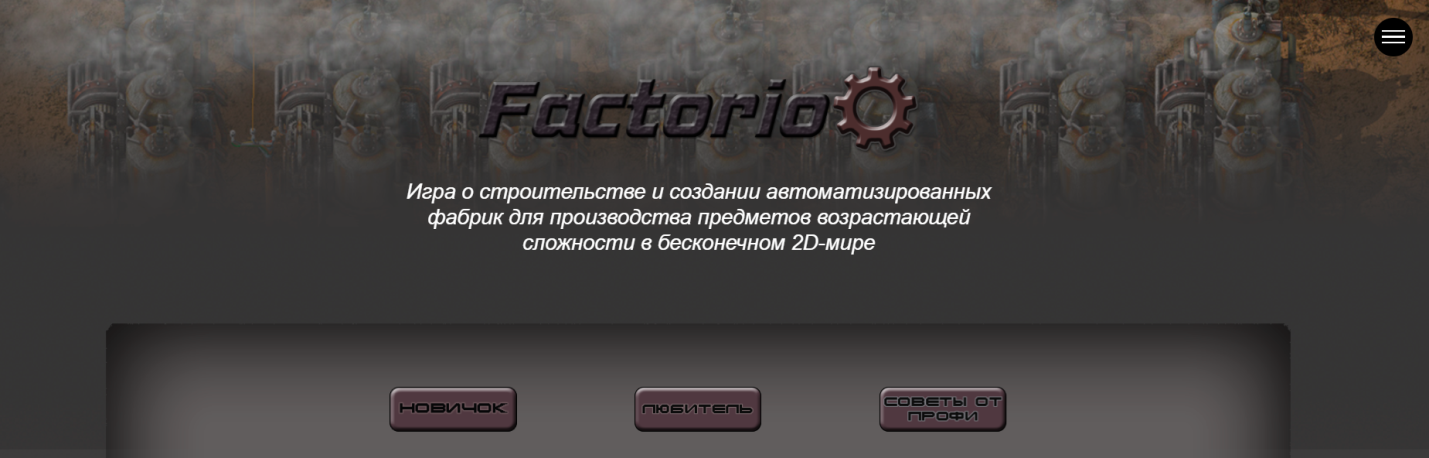 Factorio
Игра о строительстве и создании автоматизированных
фабрик для производства предметов возрастающей
сложности в бесконечном 2D-мире
НОВИЧОК
ЛЮБИТЕЛЬ
СОВЕТЫ ОТ
ПРОФИ